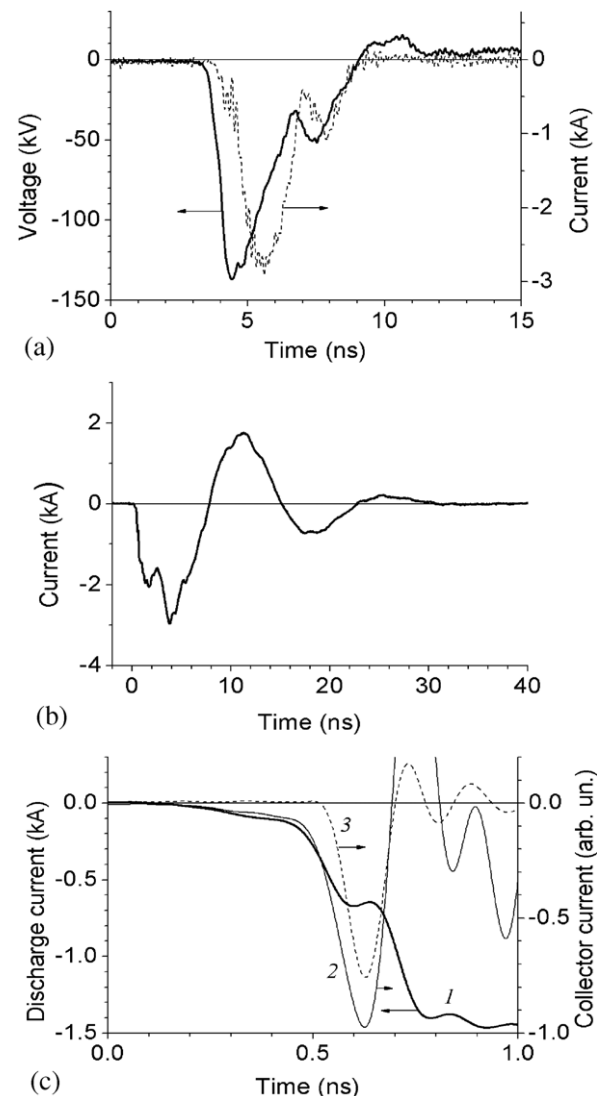 0
-50
-100
-150
Voltage (kV)
0
-1
-2
-3
Current (kA)
0 5 10 15
Time (ns)
(a)
2
0
-2
-4
Current (kA)
0 10 20 30 40
Time (ns)
(b)
0.0
-0.5
-1.0
-1.5
Discharge current (kA)
0.0
-0.5
-1.0
Collector current (arb. un.)
3
2
1
0.0 0.5 1.0
Time (ns)
(c)